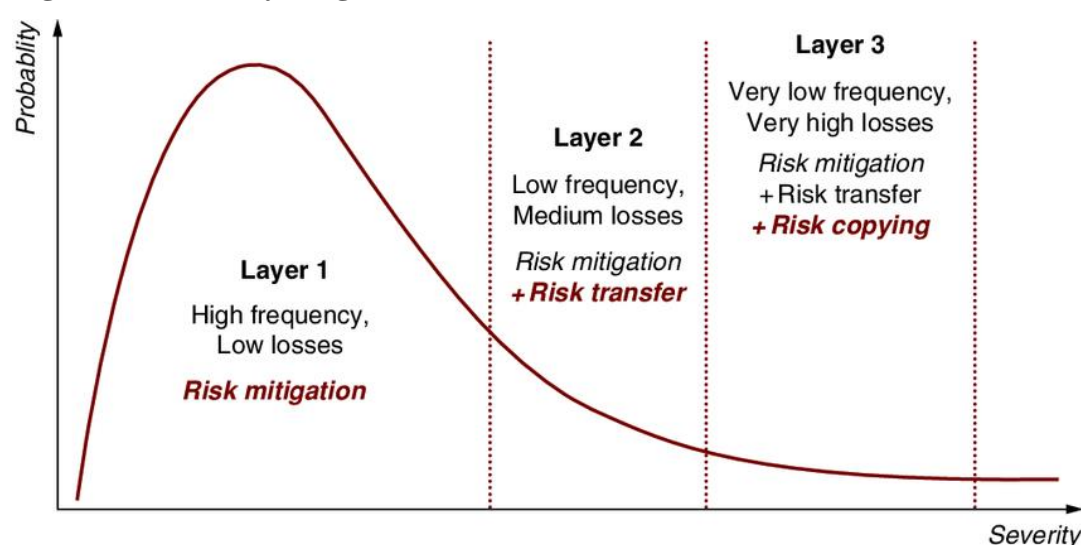 Probablity
Layer 1
High frequency,
Low losses
Risk mitigation
Layer 2
Low frequency,
Medium losses
Risk mitigation
+ Risk transfer
Layer 3
Very low frequency,
Very high losses
Risk mitigation
+ Risk transfer
+ Risk copying
Severity